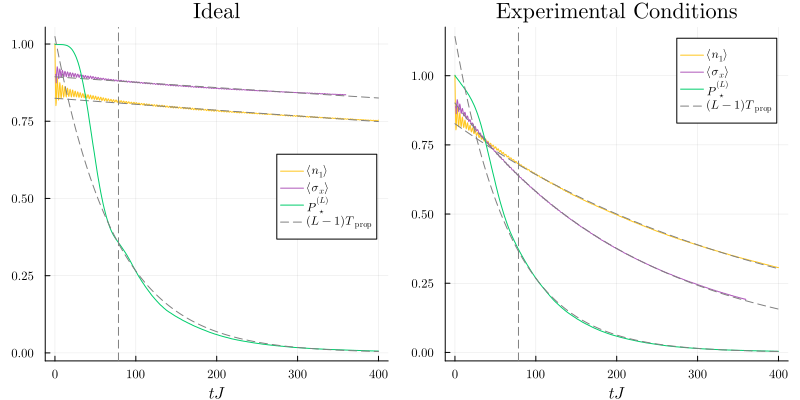 Ideal
1.00
0.75
0.50
0.25
0.00
⟨n₁⟩
⟨σₓ⟩
P⋆^(L)
(L − 1)T_prop
0
100
200
300
400
tJ
Experimental Conditions
1.00
0.75
0.50
0.25
0.00
⟨n₁⟩
⟨σₓ⟩
P⋆^(L)
(L − 1)T_prop
0
100
200
300
400
tJ